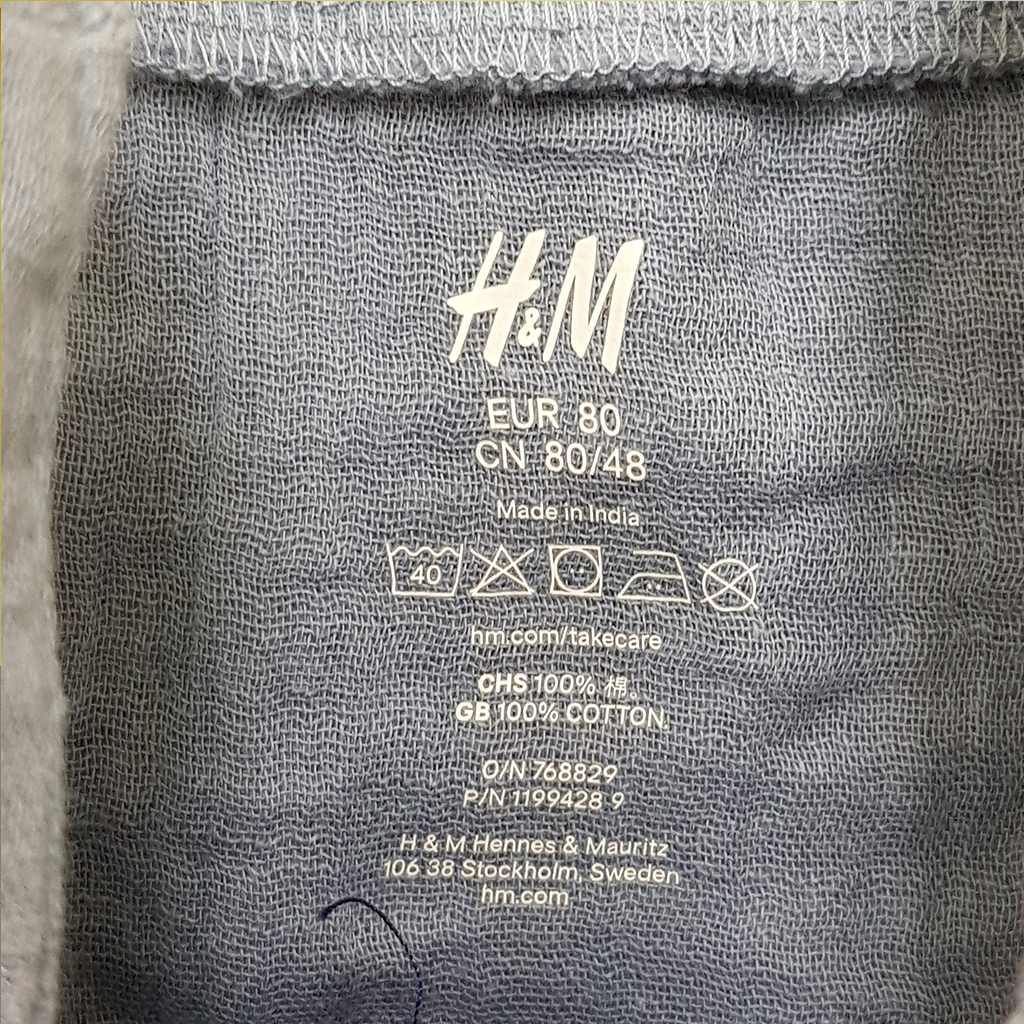 H&M
EUR 80
CN 80/48
Made in India
40
hm.com/takecare
CHS 100% 棉。
GB 100% COTTON.
O/N 768829
P/N 1199428 9
H & M Hennes & Mauritz
106 38 Stockholm, Sweden
hm.com